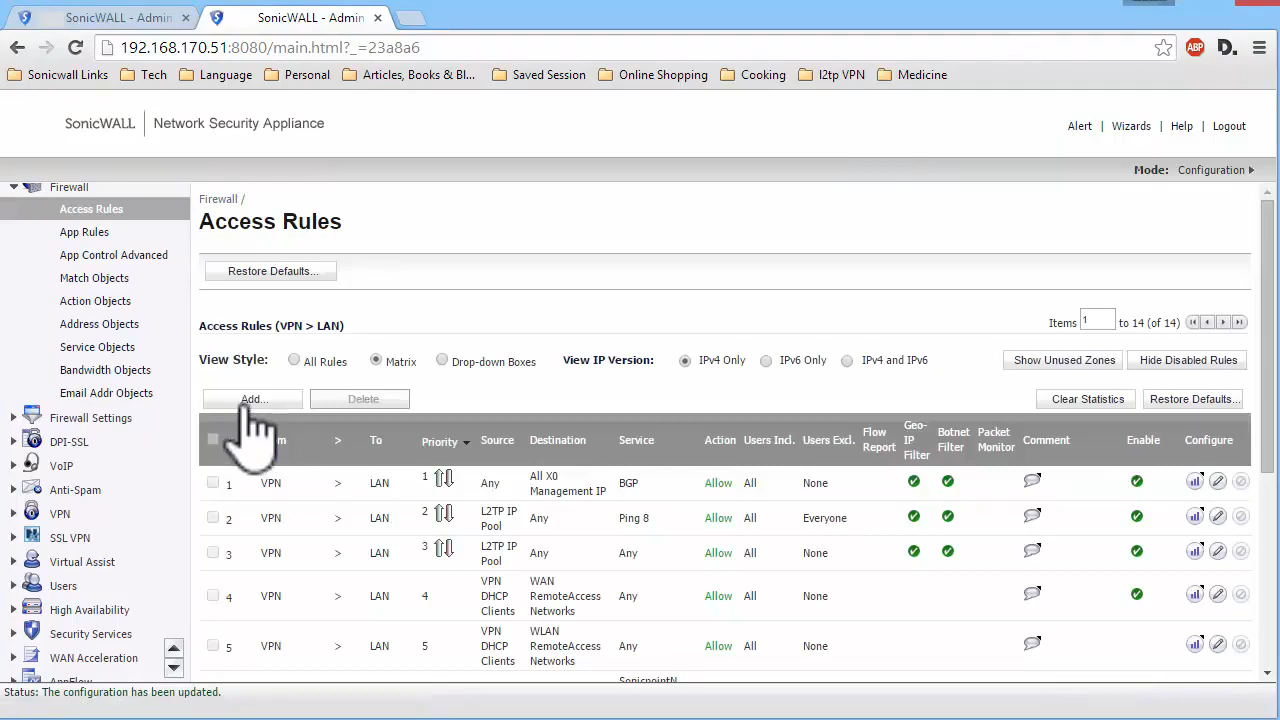 SonicWALL - Admin
SonicWALL - Admin
192.168.170.51:8080/main.html?_=23a8a6
ABP
D.
Sonicwall Links
Tech
Language
Personal
Articles, Books & Bl...
Saved Session
Online Shopping
Cooking
l2tp VPN
Medicine
SonicWALL | Network Security Appliance
Alert | Wizards | Help | Logout
Mode: Configuration
Firewall
Access Rules
App Rules
App Control Advanced
Match Objects
Action Objects
Address Objects
Service Objects
Bandwidth Objects
Email Addr Objects
Firewall Settings
DPI-SSL
VoIP
Anti-Spam
VPN
SSL VPN
Virtual Assist
Users
High Availability
Security Services
WAN Acceleration
AppFlow
Firewall /
Access Rules
Restore Defaults...
Access Rules (VPN > LAN)
Items 1 to 14 (of 14)
View Style: All Rules Matrix Drop-down Boxes View IP Version: IPv4 Only IPv6 Only IPv4 and IPv6 Show Unused Zones Hide Disabled Rules
Add... Delete Clear Statistics Restore Defaults...
> To Priority Source Destination Service Action Users Incl. Users Excl. Flow Report Geo-IP Filter Botnet Filter Packet Monitor Comment Enable Configure
1 VPN > LAN 1 Any All X0 Management IP BGP Allow All None
2 VPN > LAN 2 L2TP IP Pool Any Ping 8 Allow All Everyone
3 VPN > LAN 3 L2TP IP Pool Any Any Allow All None
4 VPN > LAN 4 VPN DHCP Clients WAN RemoteAccess Networks Any Allow All None
5 VPN > LAN 5 VPN DHCP Clients WLAN RemoteAccess Networks Any Allow All None
SonicpointN
Status: The configuration has been updated.